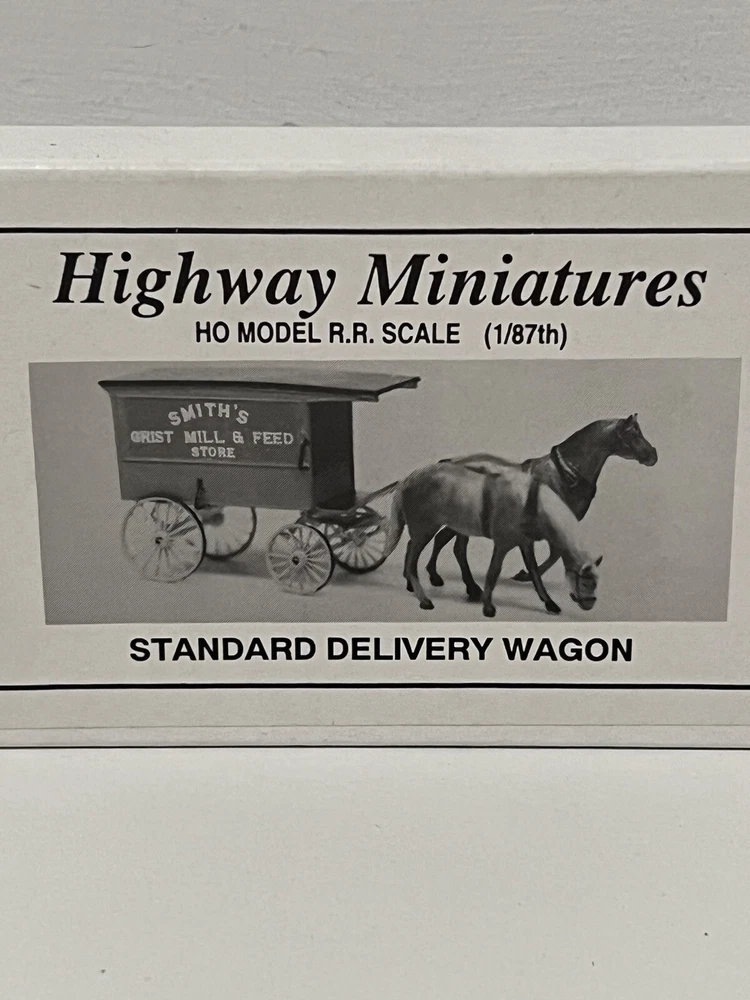 Highway Miniatures
HO MODEL R.R. SCALE (1/87th)
SMITH'S
GRIST MILL & FEED
STORE
STANDARD DELIVERY WAGON